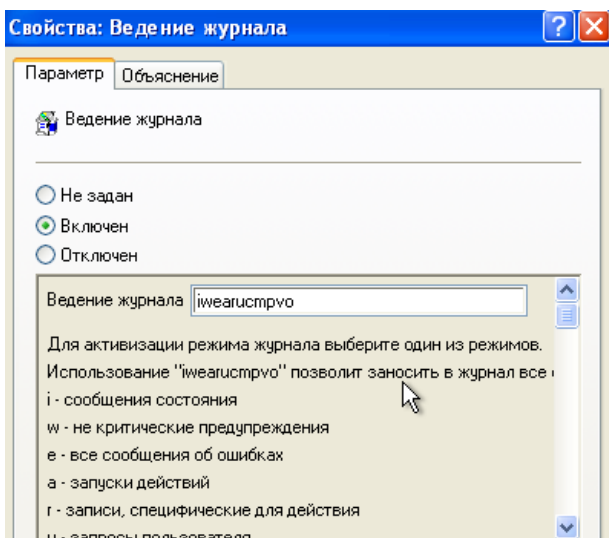 Свойства: Ведение журнала
Параметр Объяснение
Ведение журнала
Не задан
Включен
Отключен
Ведение журнала iwearucmpvo
Для активизации режима журнала выберите один из режимов.
Использование "iwearucmpvo" позволит заносить в журнал все
i - сообщения состояния
w - не критические предупреждения
e - все сообщения об ошибках
a - запуски действий
r - записи, специфические для действия
u - запросы пользователя